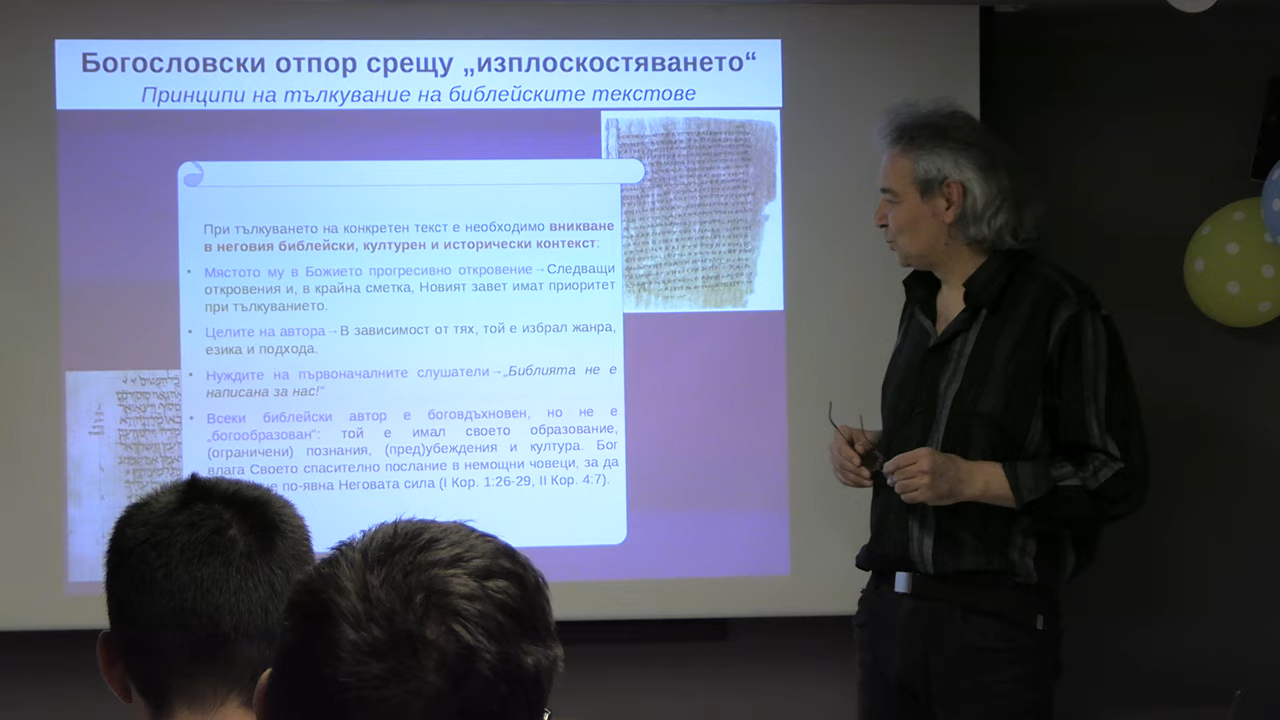 Богословски отпор срещу „изплоскостяването“
Принципи на тълкуване на библейските текстове
При тълкуването на конкретен текст е необходимо вникване
в неговия библейски, културен и исторически контекст:
• Мястото му в Божието прогресивно откровение→Следващи
откровения и, в крайна сметка, Новият завет имат приоритет
при тълкуванието.
• Целите на автора→В зависимост от тях, той е избрал жанра,
езика и подхода.
• Нуждите на първоначалните слушатели→„Библията не е
написана за нас!“
• Всеки библейски автор е боговдъхновен, но не е
„богообразован“: той е имал своето образование,
(ограничени) познания, (пред)убеждения и култура. Бог
влага Своето спасително послание в немощни човеци, за да
по-явна Неговата сила (I Кор. 1:26-29, II Кор. 4:7).